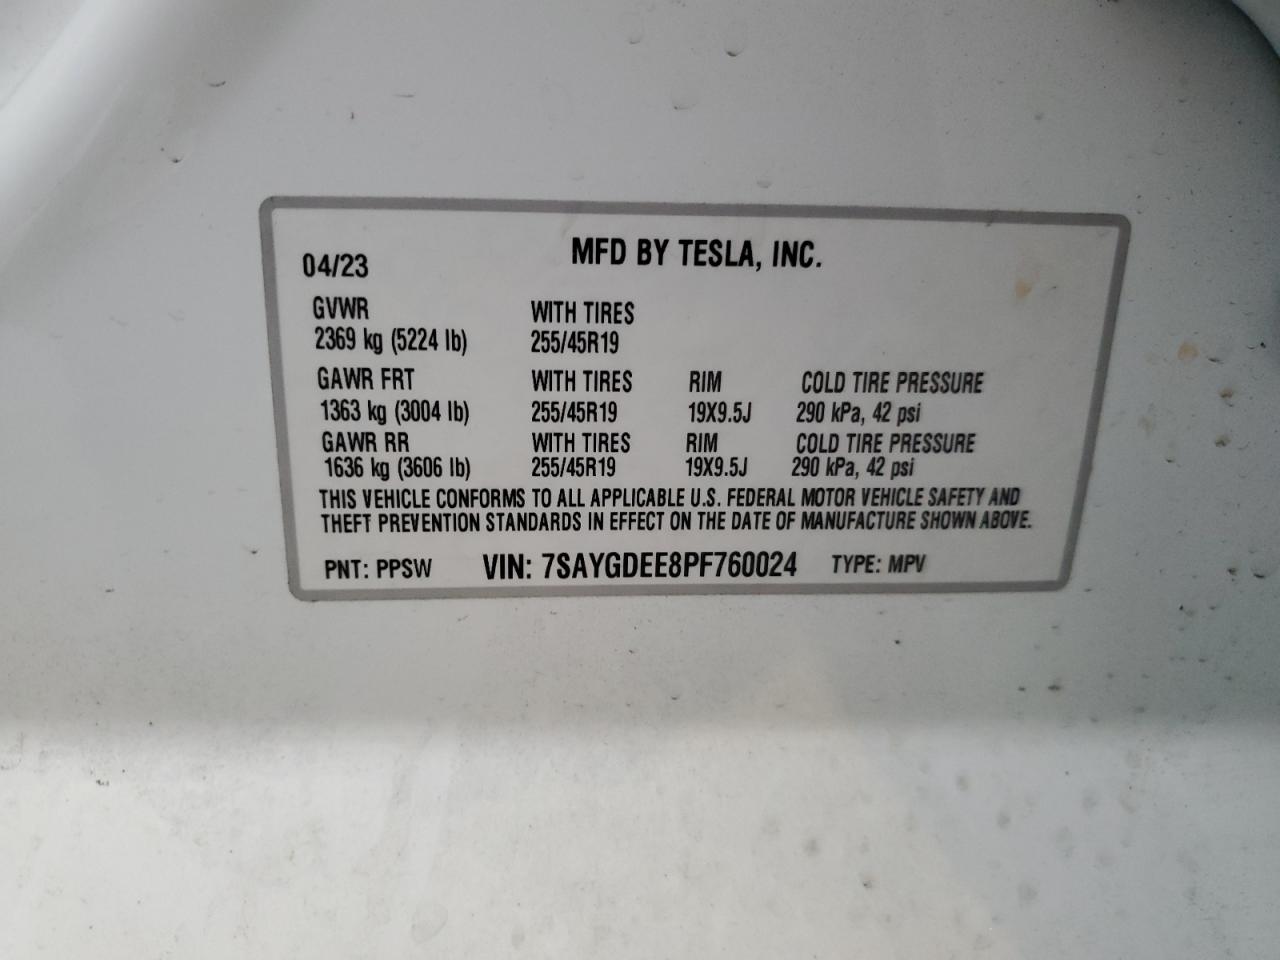 MFD BY TESLA, INC.
04/23
GVWR WITH TIRES
2369 kg (5224 lb) 255/45R19
GAWR FRT WITH TIRES RIM COLD TIRE PRESSURE
1363 kg (3004 lb) 255/45R19 19X9.5J 290 kPa, 42 psi
GAWR RR WITH TIRES RIM COLD TIRE PRESSURE
1636 kg (3606 lb) 255/45R19 19X9.5J 290 kPa, 42 psi
THIS VEHICLE CONFORMS TO ALL APPLICABLE U.S. FEDERAL MOTOR VEHICLE SAFETY AND
THEFT PREVENTION STANDARDS IN EFFECT ON THE DATE OF MANUFACTURE SHOWN ABOVE.
PNT: PPSW VIN: 7SAYGDEE8PF760024 TYPE: MPV